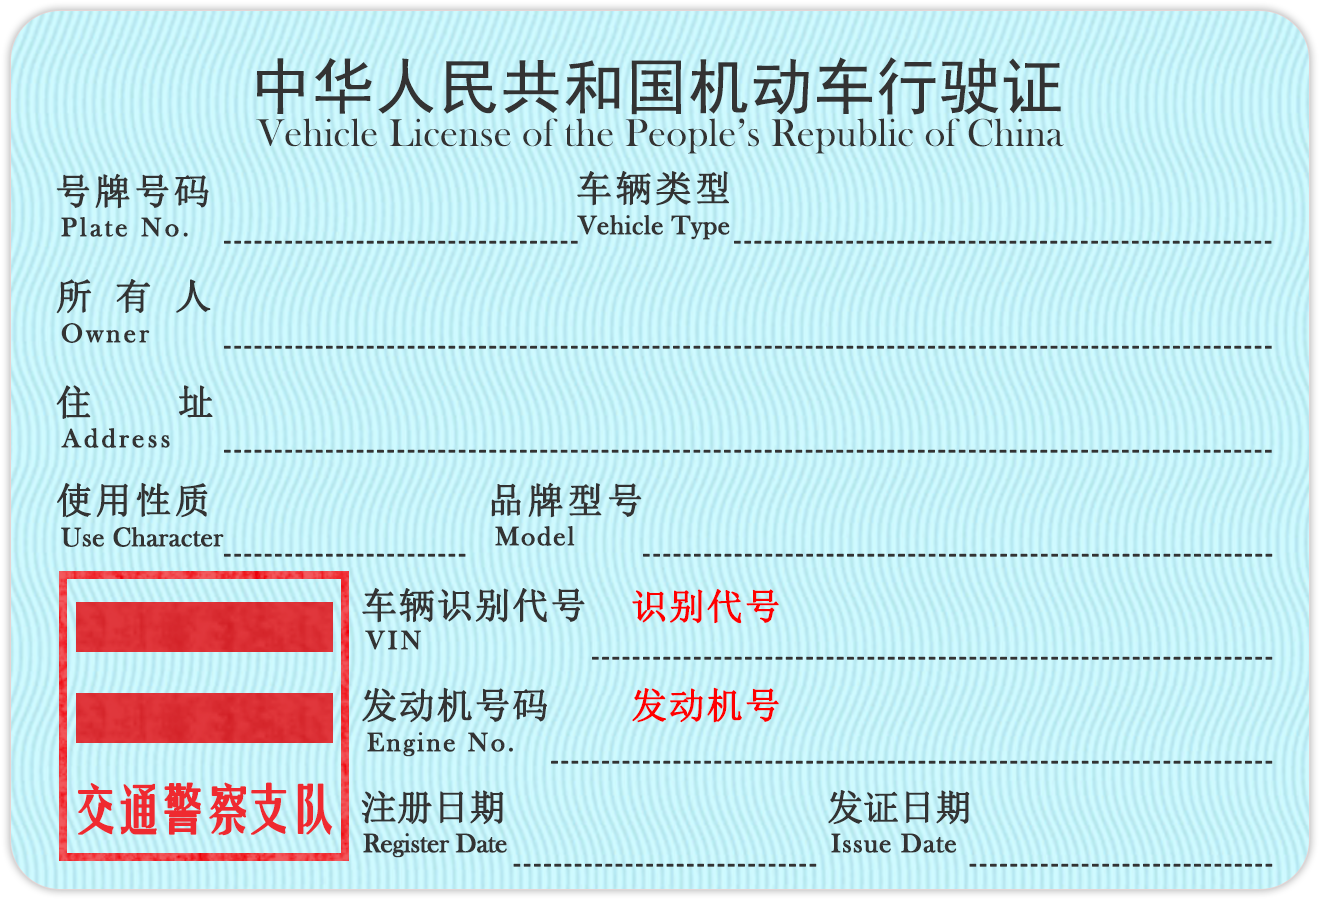 中华人民共和国机动车行驶证
Vehicle License of the People's Republic of China
号牌号码 车辆类型
Plate No. Vehicle Type
所有人
Owner
住址
Address
使用性质 品牌型号
Use Character Model
车辆识别代号 识别代号
VIN
发动机号码 发动机号
Engine No.
交通警察支队
注册日期 发证日期
Register Date Issue Date